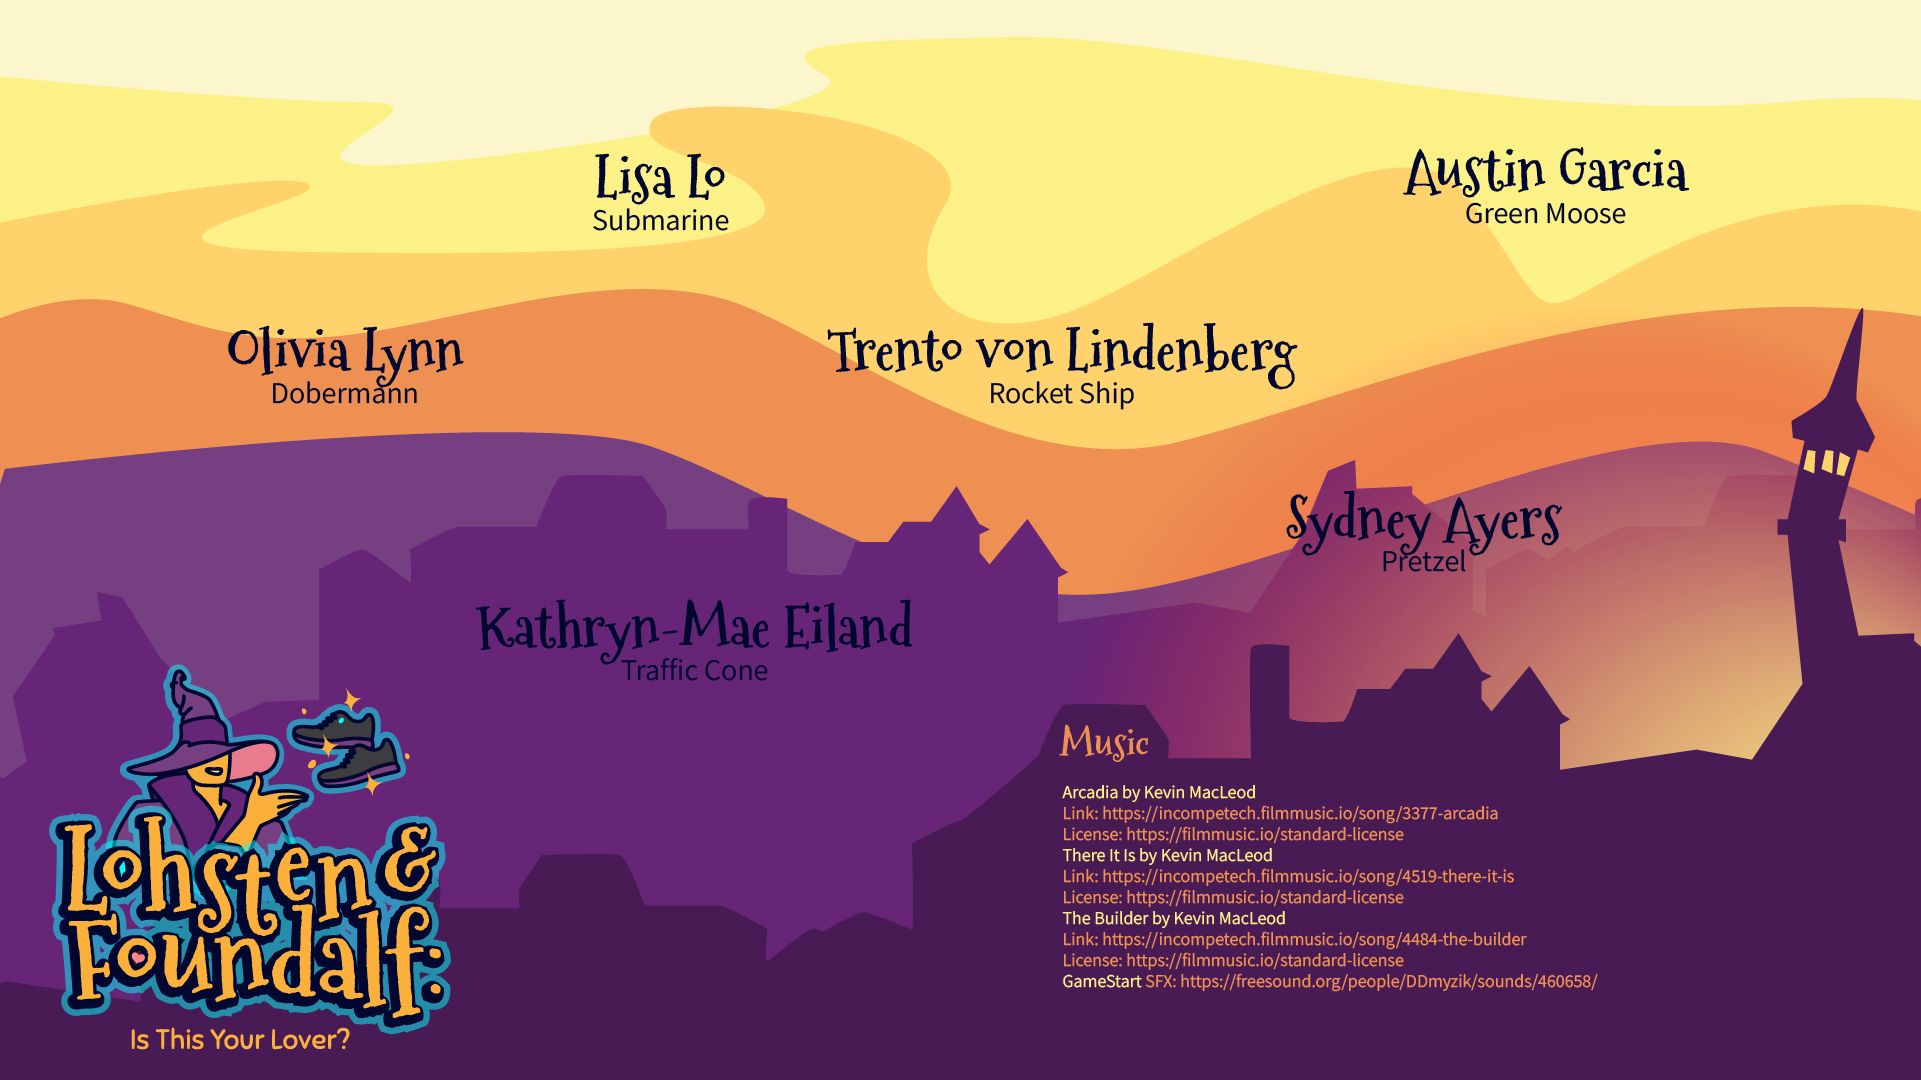 Lisa Lo
Submarine
Austin Garcia
Green Moose
Olivia Lynn
Dobermann
Trento von Lindenberg
Rocket Ship
Sydney Ayers
Pretzel
Kathryn-Mae Eiland
Traffic Cone
Lohsten &
Foundalf:
Is This Your Lover?
Music
Arcadia by Kevin MacLeod
Link: https://incompetech.filmmusic.io/song/3377-arcadia
License: https://filmmusic.io/standard-license
There It Is by Kevin MacLeod
Link: https://incompetech.filmmusic.io/song/4519-there-it-is
License: https://filmmusic.io/standard-license
The Builder by Kevin MacLeod
Link: https://incompetech.filmmusic.io/song/4484-the-builder
License: https://filmmusic.io/standard-license
GameStart SFX: https://freesound.org/people/DDmyzik/sounds/460658/